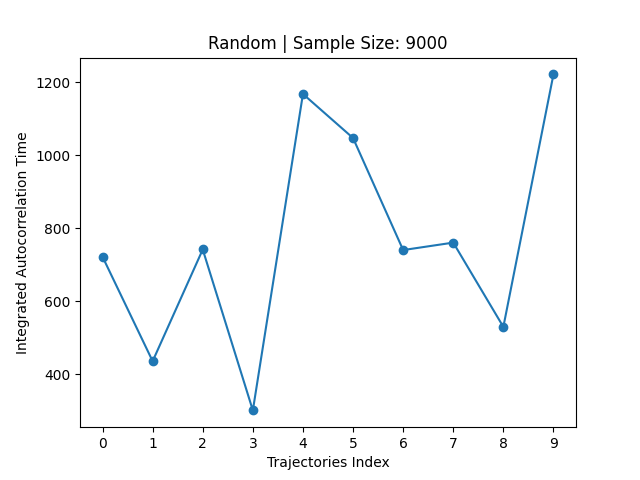 Random | Sample Size: 9000
1200
1000
800
600
400
Integrated Autocorrelation Time
0 1 2 3 4 5 6 7 8 9
Trajectories Index